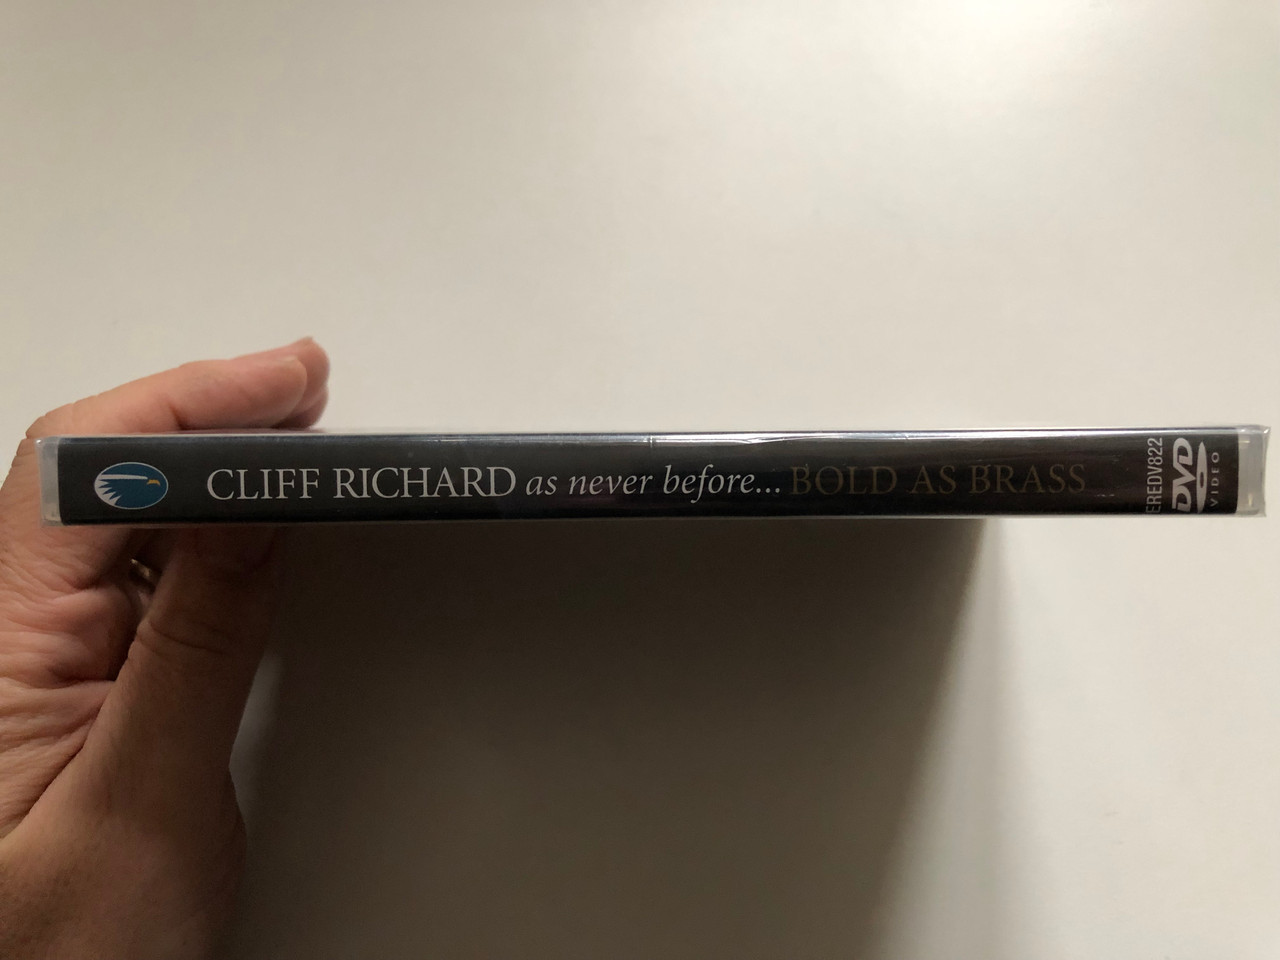 CLIFF RICHARD as never before... BOLD AS BRASS
EREDV822
DVD
VIDEO